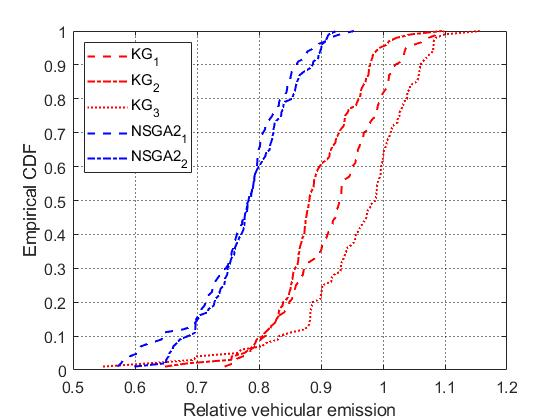 1
0.9
0.8
0.7
0.6
0.5
0.4
0.3
0.2
0.1
0
Empirical CDF
KG1
KG2
KG3
NSGA21
NSGA22
0.5 0.6 0.7 0.8 0.9 1 1.1 1.2
Relative vehicular emission